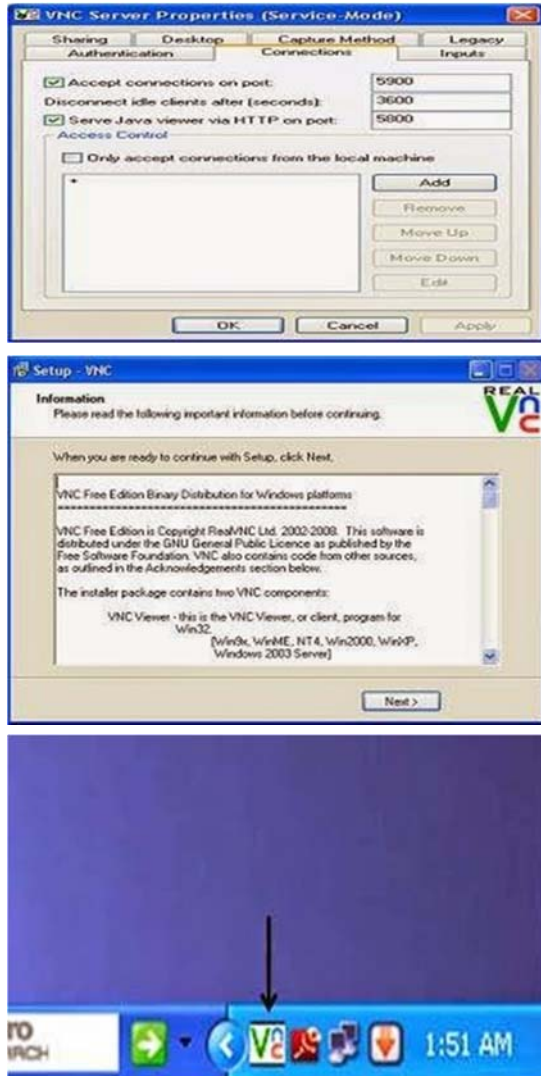 VNC Server Properties (Service-Mode)
Sharing Desktop Capture Method Legacy
Authentication Connections Inputs
Accept connections on port: 5900
Disconnect idle clients after (seconds): 3600
Serve Java viewer via HTTP on port: 5800
Access Control
Only accept connections from the local machine
*
Add
Remove
Move Up
Move Down
Edit
OK Cancel Apply
Setup - VNC
Information
Please read the following important information before continuing.
REAL
VNC
When you are ready to continue with Setup, click Next.
VNC Free Edition Binary Distribution for Windows platforms
==================================================
VNC Free Edition is Copyright RealVNC Ltd. 2002-2008. This software is
distributed under the GNU General Public Licence as published by the
Free Software Foundation. VNC also contains code from other sources,
as outlined in the Acknowledgements section below.
The installer package contains two VNC components:
VNC Viewer - this is the VNC Viewer, or client, program for
Win32.
[Win9x, WinME, NT4, Win2000, WinXP,
Windows 2003 Server]
Next >
TO
RCH
VNC
1:51 AM